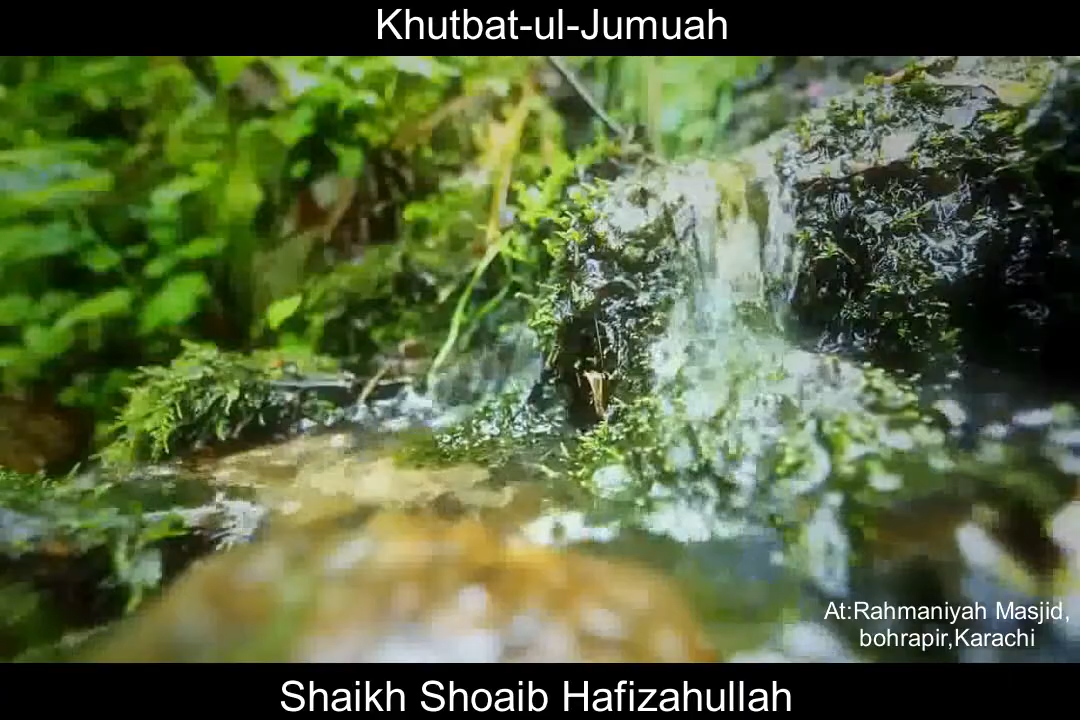 Khutbat-ul-Jumuah
At:Rahmaniyah Masjid,
bohrapir,Karachi
Shaikh Shoaib Hafizahullah